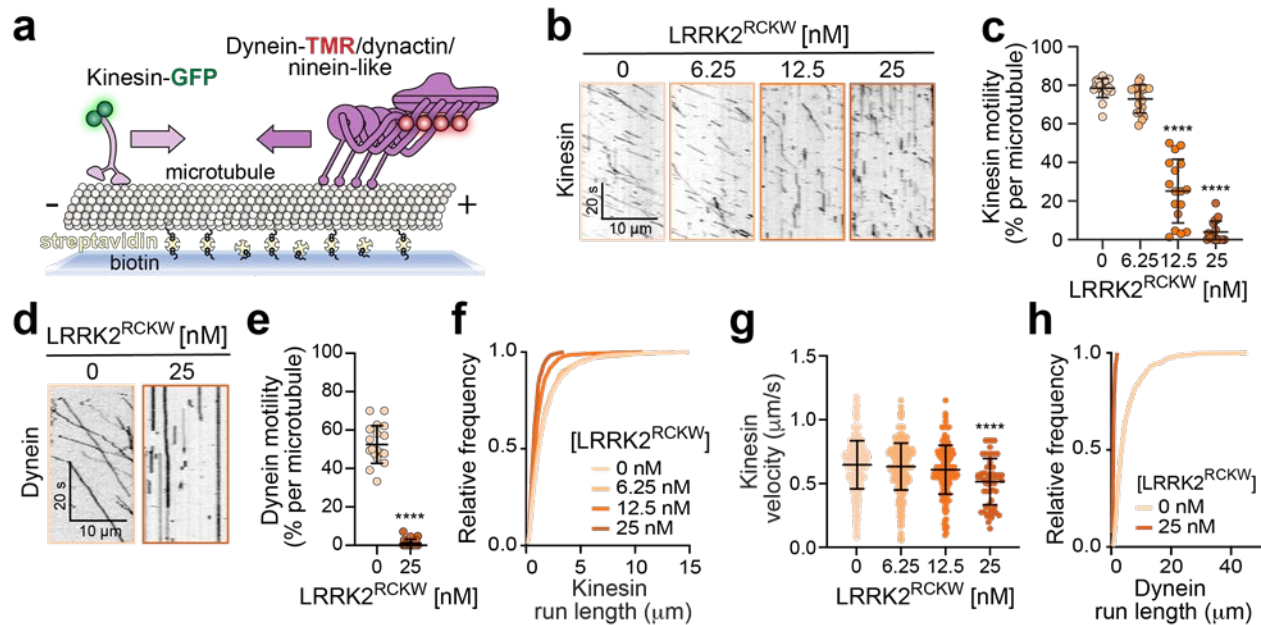 a
Dynein-TMR/dynactin/
ninein-like
Kinesin-GFP
microtubule
-
+
streptavidin
biotin
b
LRRK2RCKW [nM]
0 6.25 12.5 25
Kinesin
20 s
10 μm
c
Kinesin motility
(% per microtubule)
100
80
60
40
20
0
****
****
0 6.25 12.5 25
LRRK2RCKW [nM]
d
LRRK2RCKW [nM]
0 25
Dynein
20 s
10 μm
e
Dynein motility
(% per microtubule)
100
80
60
40
20
0
****
0 25
LRRK2RCKW [nM]
f
Relative frequency
1.0
0.5
[LRRK2RCKW]
0 nM
6.25 nM
12.5 nM
25 nM
0 5 10 15
Kinesin
run length (μm)
g
Kinesin
velocity (μm/s)
1.5
1.0
0.5
0.0
****
0 6.25 12.5 25
LRRK2RCKW [nM]
h
Relative frequency
1.0
0.5
[LRRK2RCKW]
0 nM
25 nM
0 20 40
Dynein
run length (μm)